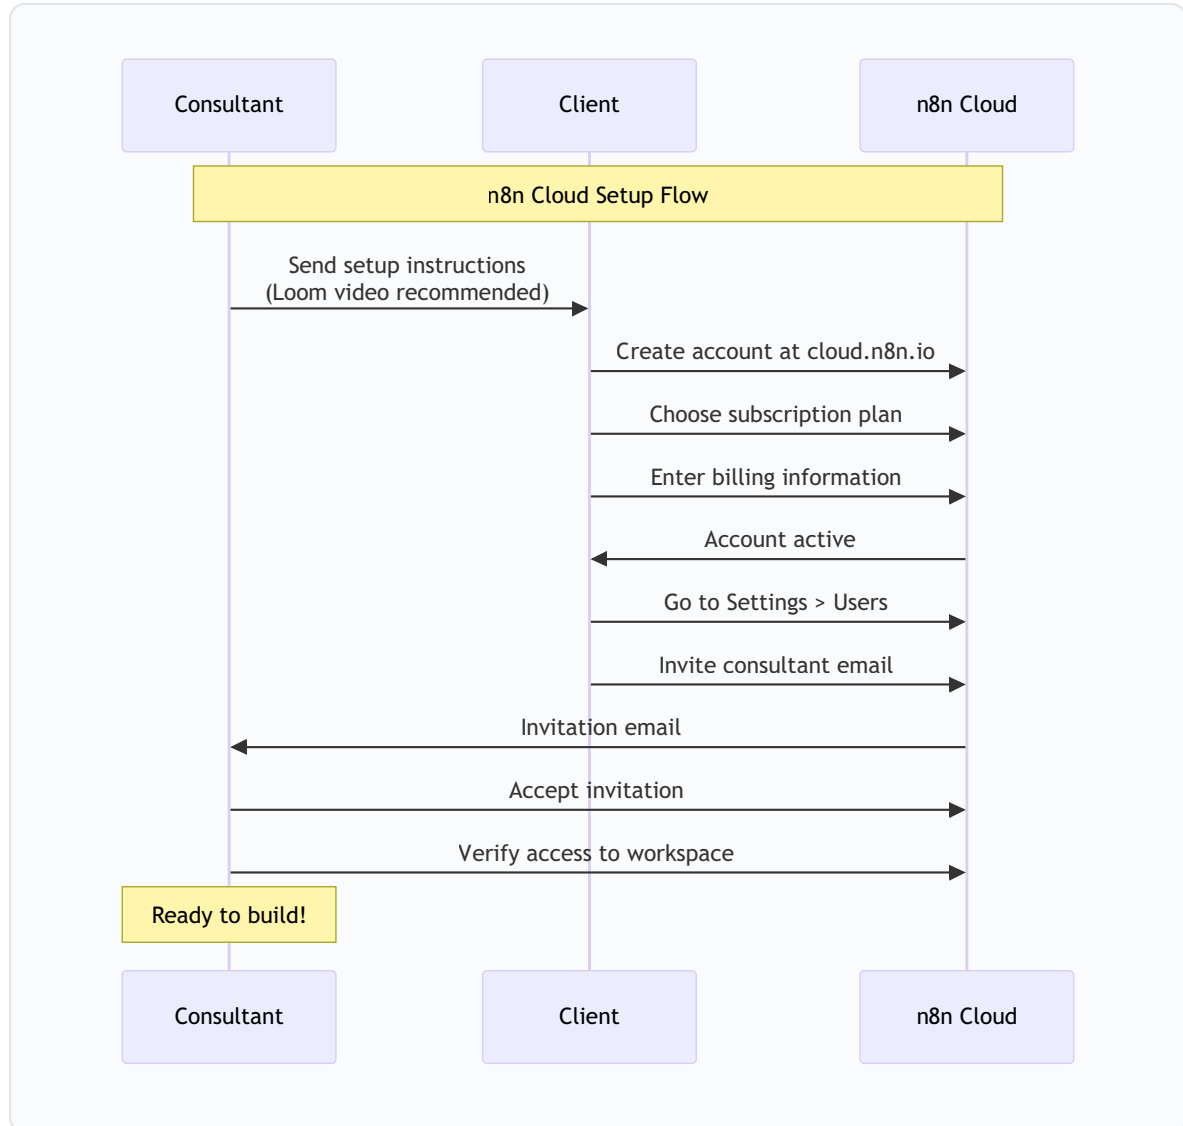 Consultant
Client
n8n Cloud
n8n Cloud Setup Flow
Send setup instructions
(Loom video recommended)
Create account at cloud.n8n.io
Choose subscription plan
Enter billing information
Account active
Go to Settings > Users
Invite consultant email
Invitation email
Accept invitation
Verify access to workspace
Ready to build!
Consultant
Client
n8n Cloud